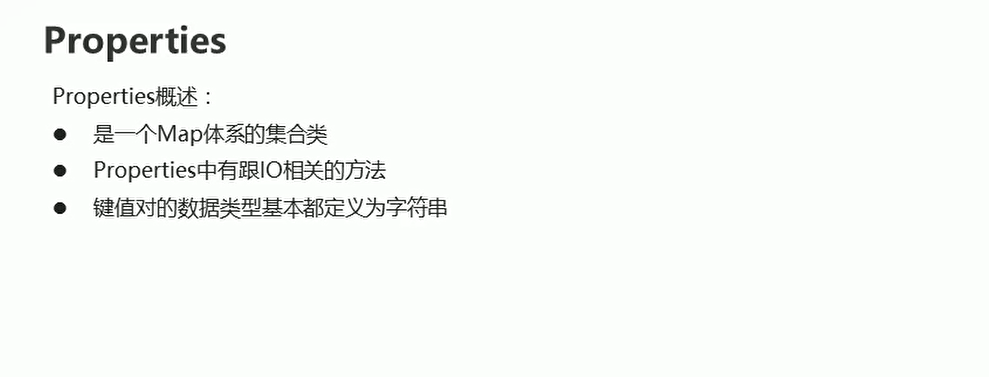 Properties
Properties概述：
● 是一个Map体系的集合类
● Properties中有跟IO相关的方法
● 键值对的数据类型基本都定义为字符串